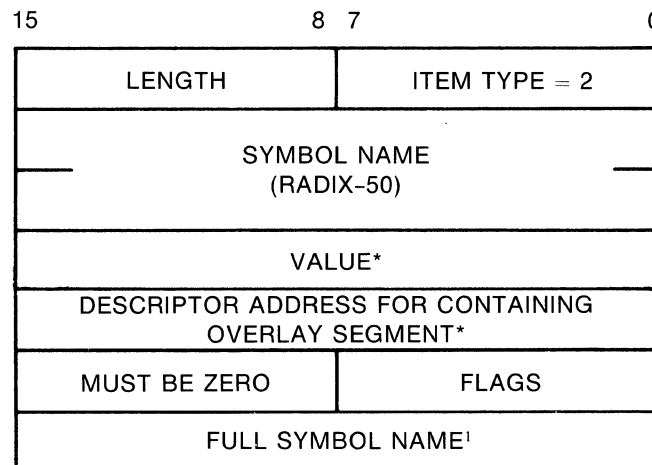 15 8 7 0
LENGTH ITEM TYPE = 2
SYMBOL NAME
(RADIX-50)
VALUE*
DESCRIPTOR ADDRESS FOR CONTAINING
OVERLAY SEGMENT*
MUST BE ZERO FLAGS
FULL SYMBOL NAME¹